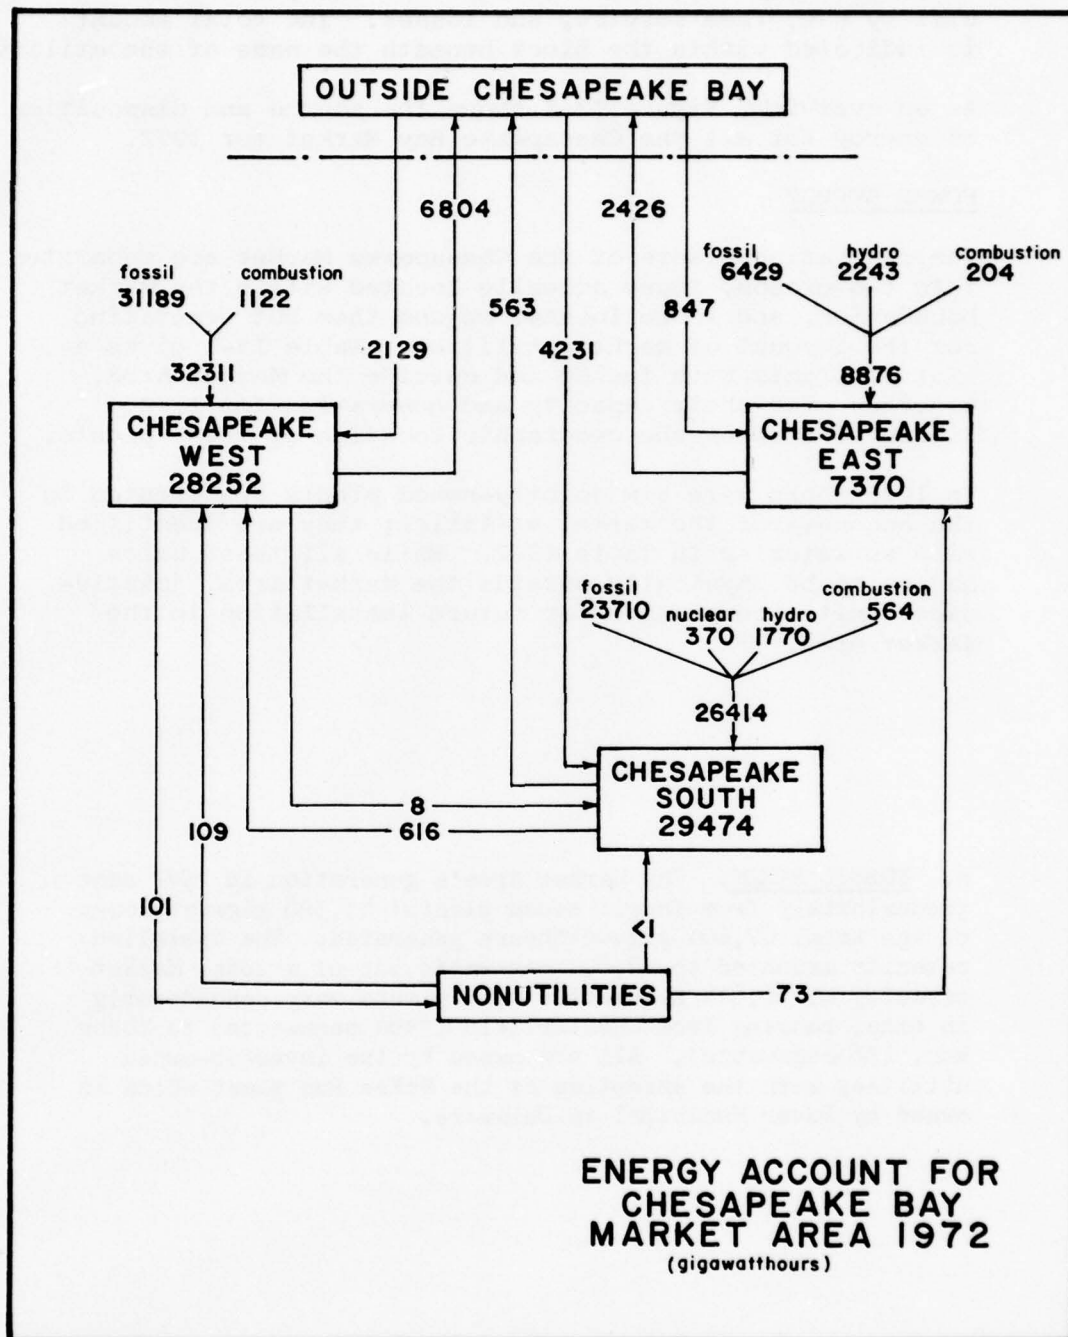 OUTSIDE CHESAPEAKE BAY
6804
2426
fossil
6429
hydro
2243
combustion
204
fossil
31189
combustion
1122
563
847
2129
4231
32311
8876
CHESAPEAKE
WEST
28252
CHESAPEAKE
EAST
7370
fossil
23710
nuclear
370
hydro
1770
combustion
564
26414
CHESAPEAKE
SOUTH
29474
8
616
109
101
<1
NONUTILITIES
73
ENERGY ACCOUNT FOR
CHESAPEAKE BAY
MARKET AREA 1972
(gigawatthours)